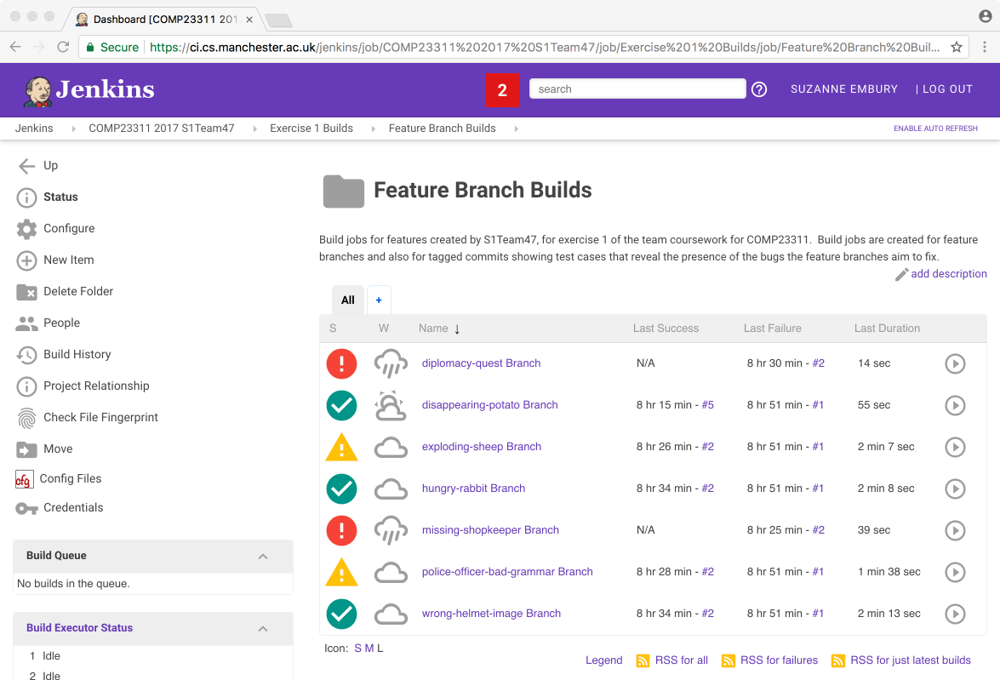 Dashboard [COMP23311 201
Secure https://ci.cs.manchester.ac.uk/jenkins/job/COMP23311%202017%20S1Team47/job/Exercise%201%20Builds/job/Feature%20Branch%20Buil...
Jenkins 2 search SUZANNE EMBURY | LOG OUT
Jenkins COMP23311 2017 S1Team47 Exercise 1 Builds Feature Branch Builds ENABLE AUTO REFRESH
Up
Status
Configure
New Item
Delete Folder
People
Build History
Project Relationship
Check File Fingerprint
Move
cfg Config Files
Credentials
Build Queue
No builds in the queue.
Build Executor Status
1 Idle
2 Idle
Feature Branch Builds
Build jobs for features created by S1Team47, for exercise 1 of the team coursework for COMP23311. Build jobs are created for feature
branches and also for tagged commits showing test cases that reveal the presence of the bugs the feature branches aim to fix.
add description
All +
S W Name ↓ Last Success Last Failure Last Duration
diplomacy-quest Branch N/A 8 hr 30 min - #2 14 sec
disappearing-potato Branch 8 hr 15 min - #5 8 hr 51 min - #1 55 sec
exploding-sheep Branch 8 hr 26 min - #2 8 hr 51 min - #1 2 min 7 sec
hungry-rabbit Branch 8 hr 34 min - #2 8 hr 51 min - #1 2 min 8 sec
missing-shopkeeper Branch N/A 8 hr 25 min - #2 39 sec
police-officer-bad-grammar Branch 8 hr 28 min - #2 8 hr 51 min - #1 1 min 38 sec
wrong-helmet-image Branch 8 hr 34 min - #2 8 hr 51 min - #1 2 min 13 sec
Icon: S M L
Legend RSS for all RSS for failures RSS for just latest builds